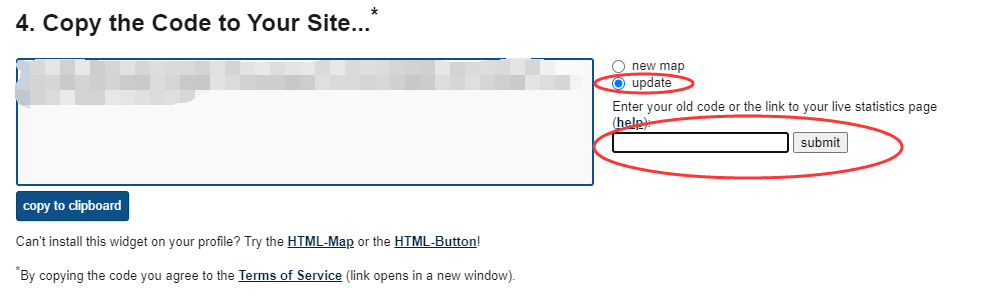 4. Copy the Code to Your Site...*
new map
update
Enter your old code or the link to your live statistics page
(help):
submit
copy to clipboard
Can't install this widget on your profile? Try the HTML-Map or the HTML-Button!
*By copying the code you agree to the Terms of Service (link opens in a new window).